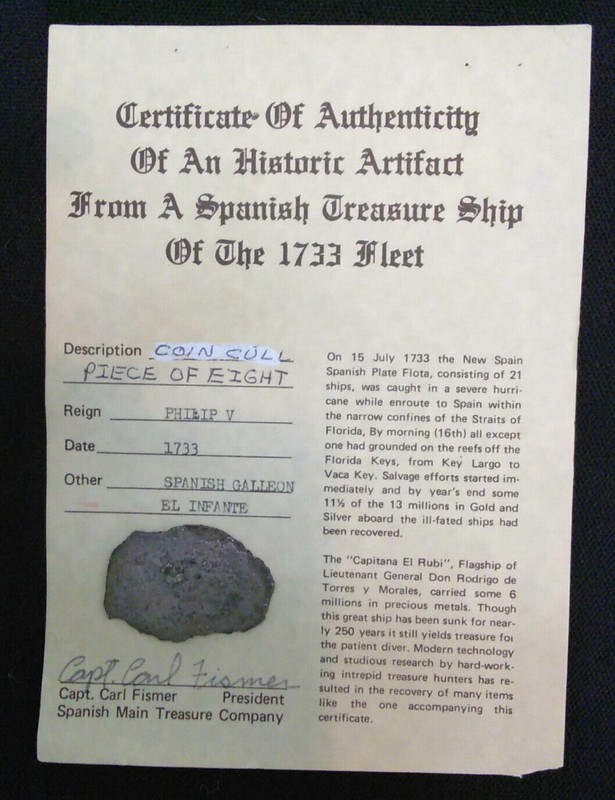 Certificate Of Authenticity
Of An Historic Artifact
From A Spanish Treasure Ship
Of The 1733 Fleet
Description COIN CULL
PIECE OF EIGHT
Reign PHILIP V
Date 1733
Other SPANISH GALLEON
EL INFANTE
Capt. Carl Fismer
Capt. Carl Fismer President
Spanish Main Treasure Company
On 15 July 1733 the New Spain
Spanish Plate Flota, consisting of 21
ships, was caught in a severe hurri-
cane while enroute to Spain within
the narrow confines of the Straits of
Florida, By morning (16th) all except
one had grounded on the reefs off the
Florida Keys, from Key Largo to
Vaca Key. Salvage efforts started im-
mediately and by year's end some
11½ of the 13 millions in Gold and
Silver aboard the ill-fated ships had
been recovered.
The "Capitana El Rubi", Flagship of
Lieutenant General Don Rodrigo de
Torres y Morales, carried some 6
millions in precious metals. Though
this great ship has been sunk for near-
ly 250 years it still yields treasure for
the patient diver. Modern technology
and studious research by hard-work-
ing intrepid treasure hunters has re-
sulted in the recovery of many items
like the one accompanying this
certificate.